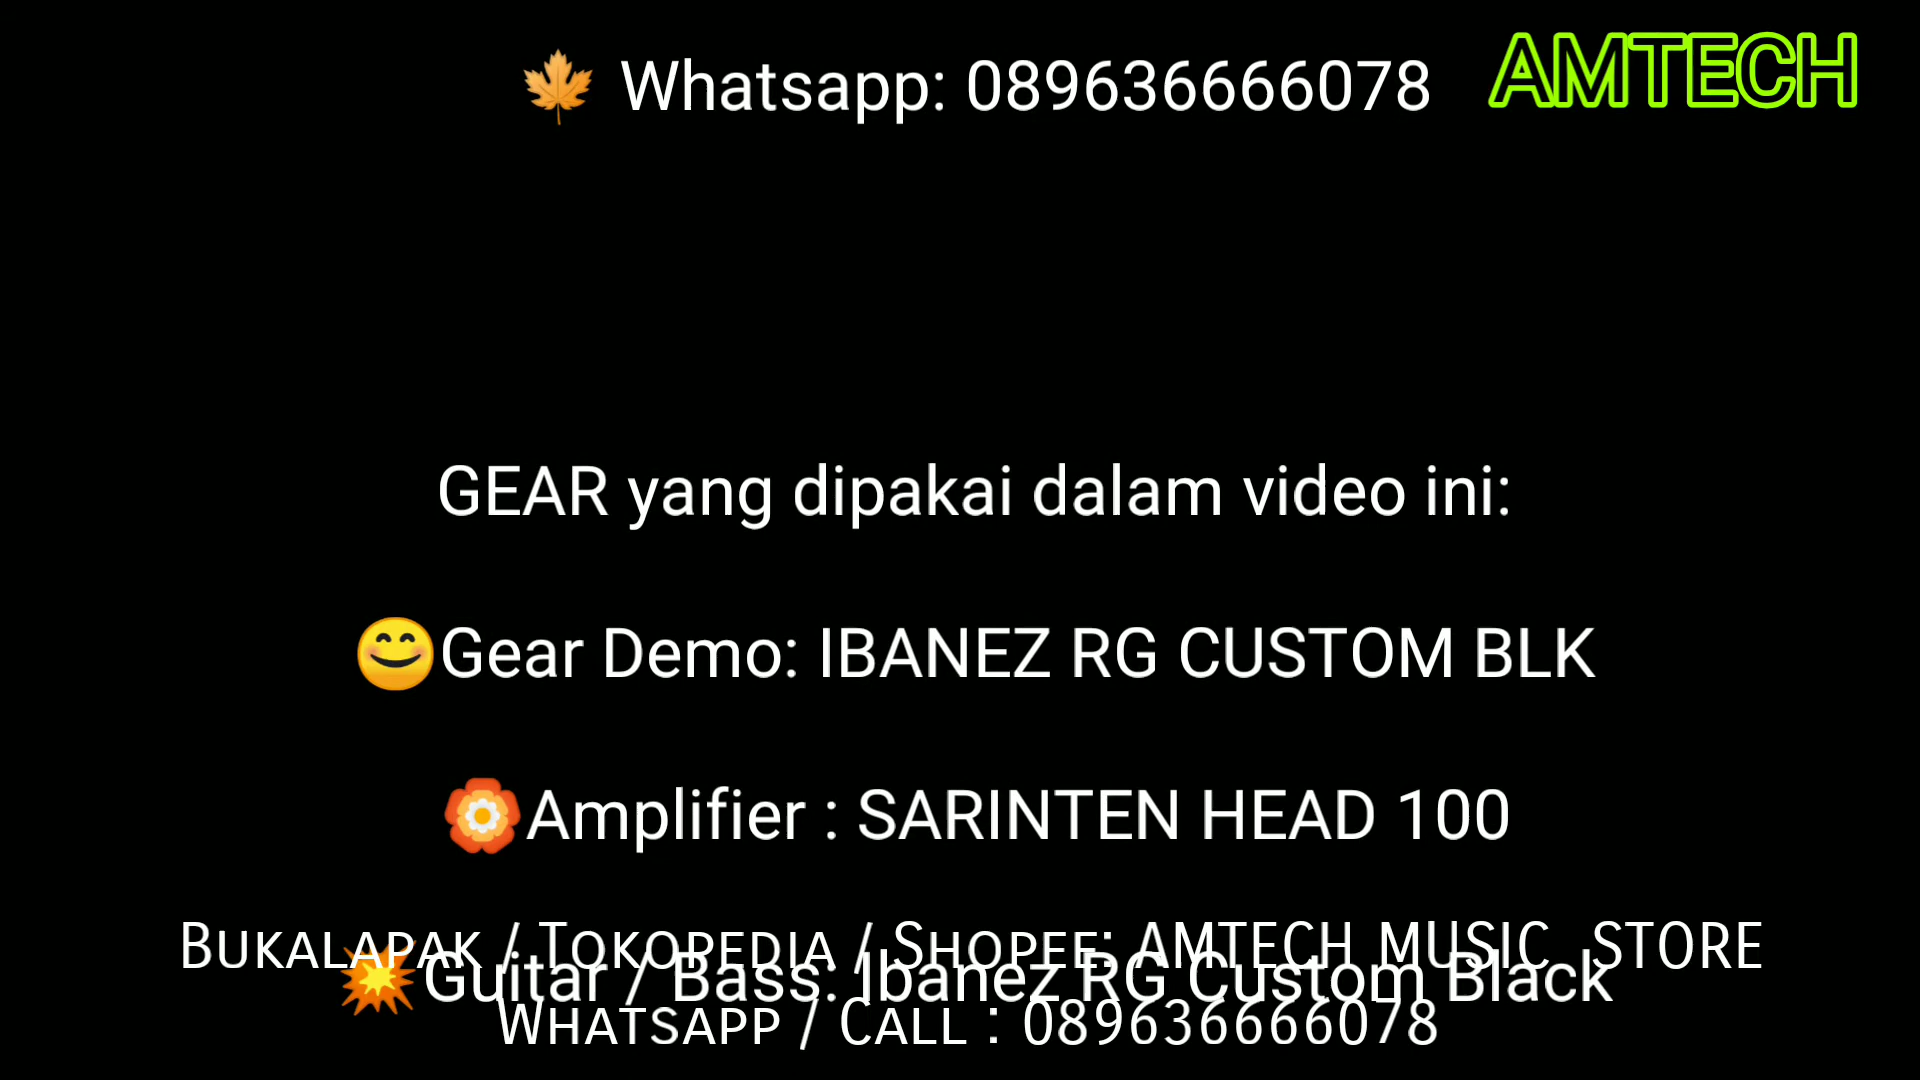 🍁 Whatsapp: 089636666078
AMTECH
GEAR yang dipakai dalam video ini:
😊Gear Demo: IBANEZ RG CUSTOM BLK
🏵️Amplifier : SARINTEN HEAD 100
Bukalapak / Tokopedia / Shopee: AMTECH MUSIC STORE
💥Guitar / Bass: Ibanez RG Custom Black
Whatsapp / Call : 089636666078